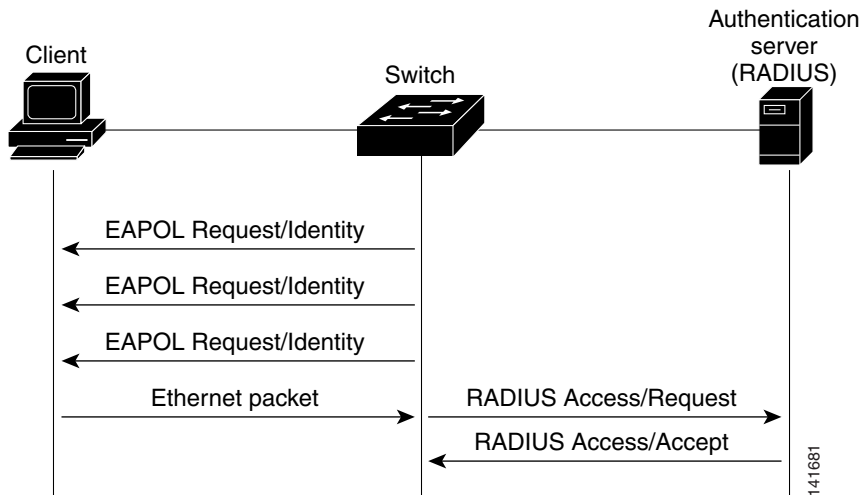 Client
Switch
Authentication
server
(RADIUS)
EAPOL Request/Identity
EAPOL Request/Identity
EAPOL Request/Identity
Ethernet packet
RADIUS Access/Request
RADIUS Access/Accept
141681